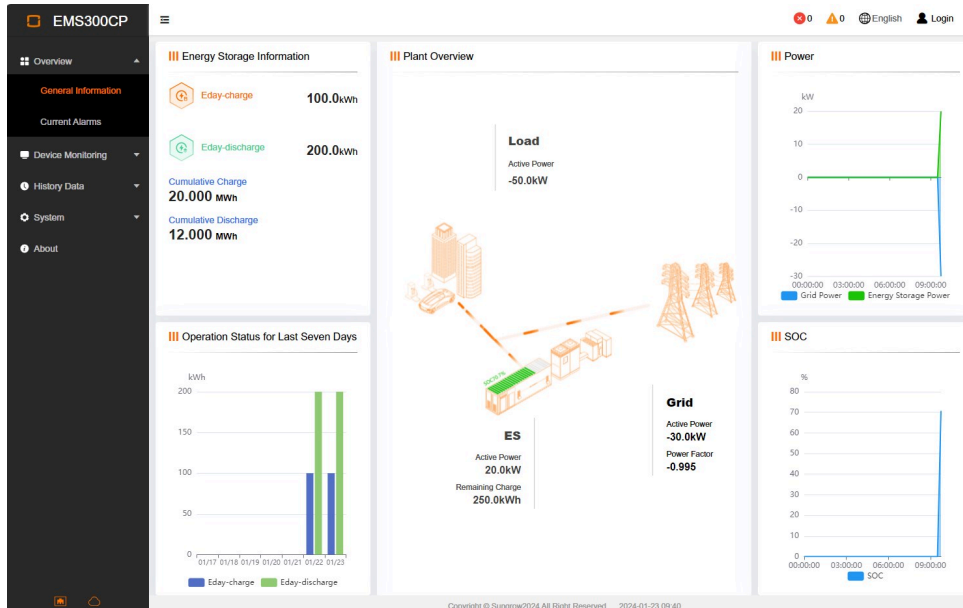 EMS300CP
0
0
English
Login
Overview
General Information
Current Alarms
Device Monitoring
History Data
System
About
Energy Storage Information
Eday-charge
100.0kWh
Eday-discharge
200.0kWh
Cumulative Charge
20.000 MWh
Cumulative Discharge
12.000 MWh
Plant Overview
Load
Active Power
-50.0kW
ES
Active Power
20.0kW
Remaining Charge
250.0kWh
Grid
Active Power
-30.0kW
Power Factor
-0.995
Power
kW
20
10
0
-10
-20
-30
00:00:00 03:00:00 06:00:00 09:00:00
Grid Power Energy Storage Power
Operation Status for Last Seven Days
kWh
200
150
100
50
0
01/17 01/18 01/19 01/20 01/21 01/22 01/23
Eday-charge Eday-discharge
SOC
%
80
70
60
50
40
30
20
10
0
00:00:00 03:00:00 06:00:00 09:00:00
SOC
Copyright © Sungrow2024 All Right Reserved 2024-01-23 09:40